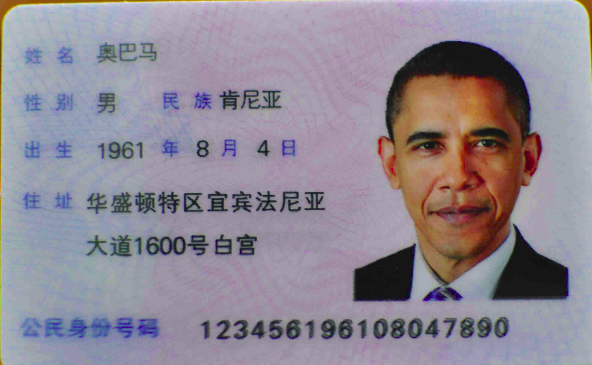 姓名 奥巴马
性别 男 民族 肯尼亚
出生 1961 年 8 月 4 日
住址 华盛顿特区宜宾法尼亚
大道1600号白宫
公民身份号码 123456196108047890